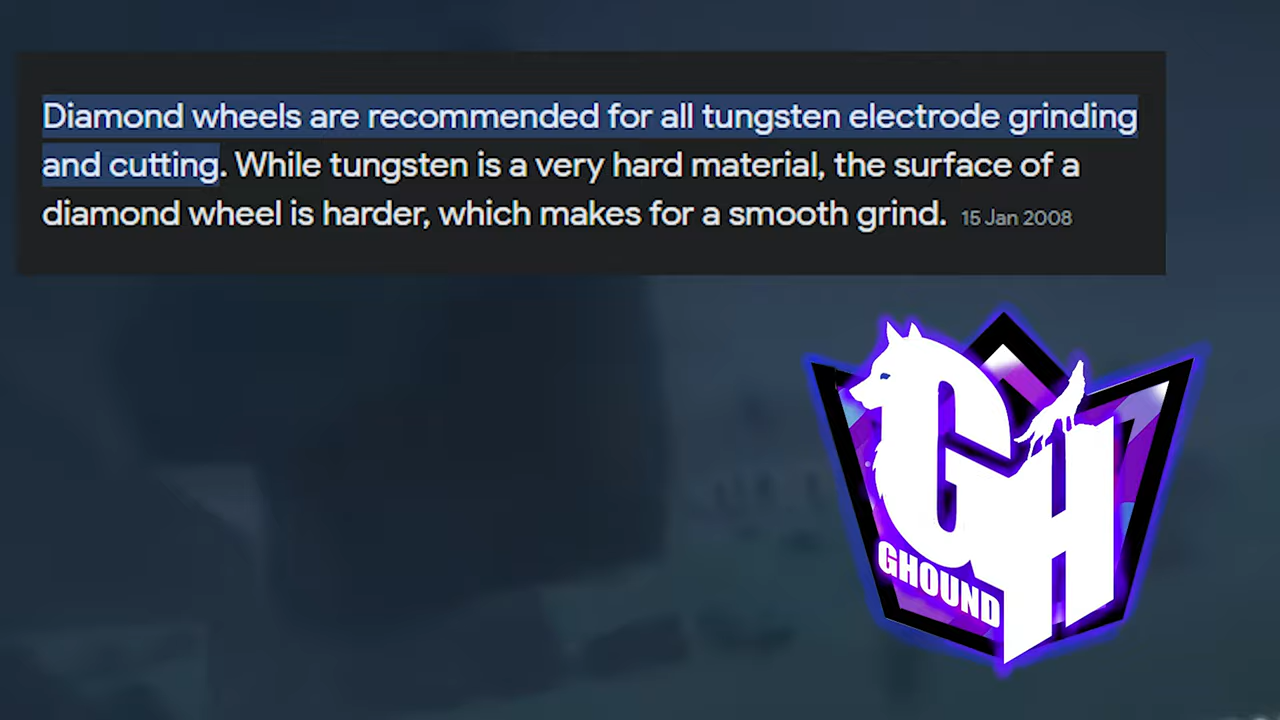 Diamond wheels are recommended for all tungsten electrode grinding
and cutting. While tungsten is a very hard material, the surface of a
diamond wheel is harder, which makes for a smooth grind. 15 Jan 2008
GH
GHOUND